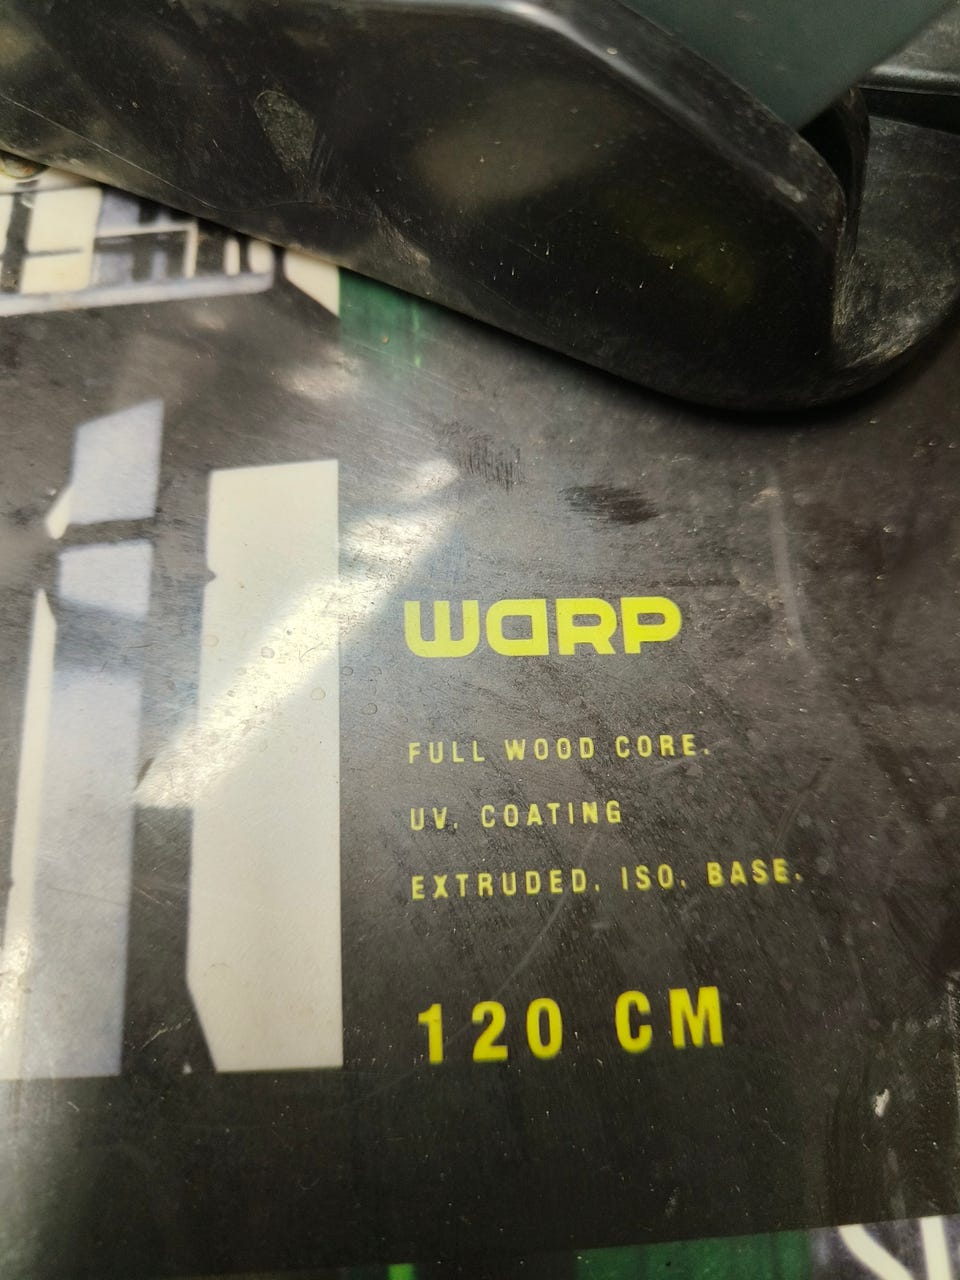 WARP
FULL WOOD CORE.
UV. COATING
EXTRUDED. ISO. BASE.
120 CM